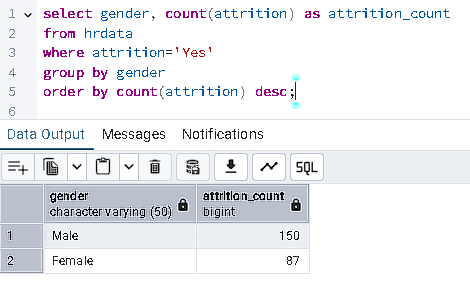 1 select gender, count(attrition) as attrition_count
2 from hrdata
3 where attrition='Yes'
4 group by gender
5 order by count(attrition) desc;
6
Data Output Messages Notifications
SQL
gender attrition_count
character varying (50) bigint
1 Male 150
2 Female 87